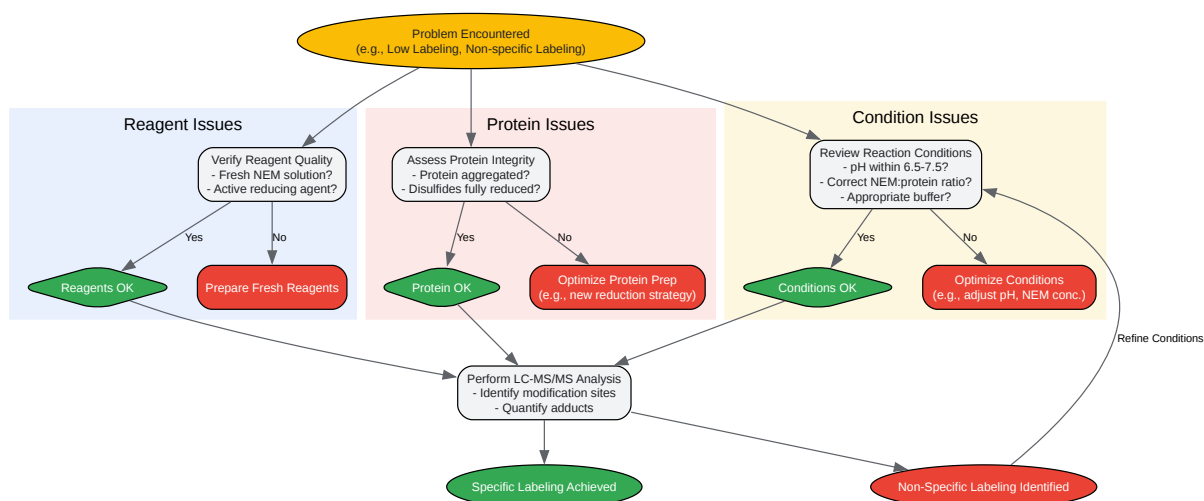 Problem Encountered
(e.g., Low Labeling, Non-specific Labeling)
Reagent Issues
Protein Issues
Condition Issues
Verify Reagent Quality
- Fresh NEM solution?
- Active reducing agent?
Assess Protein Integrity
- Protein aggregated?
- Disulfides fully reduced?
Review Reaction Conditions
- pH within 6.5-7.5?
- Correct NEM:protein ratio?
- Appropriate buffer?
Yes
No
Yes
No
Yes
No
Reagents OK
Prepare Fresh Reagents
Protein OK
Optimize Protein Prep
(e.g., new reduction strategy)
Conditions OK
Optimize Conditions
(e.g., adjust pH, NEM conc.)
Refine Conditions
Perform LC-MS/MS Analysis
- Identify modification sites
- Quantify adducts
Specific Labeling Achieved
Non-Specific Labeling Identified